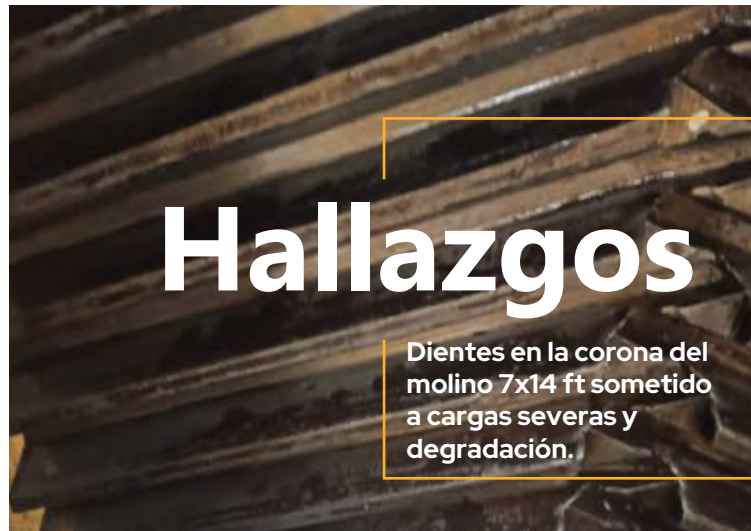 Hallazgos
Dientes en la corona del
molino 7x14 ft sometido
a cargas severas y
degradación.